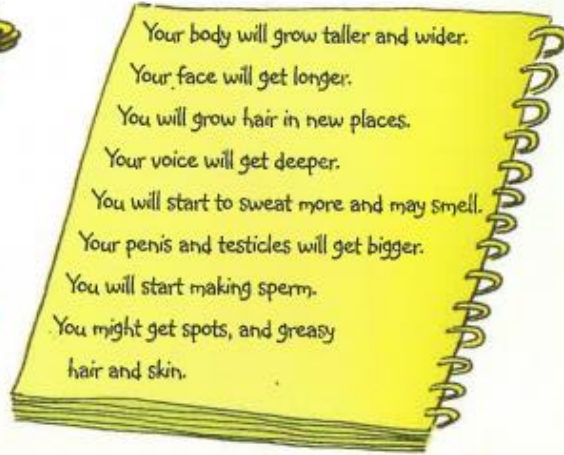 Your body will grow taller and wider.
Your face will get longer.
You will grow hair in new places.
Your voice will get deeper.
You will start to sweat more and may smell.
Your penis and testicles will get bigger.
You will start making sperm.
You might get spots, and greasy
hair and skin.